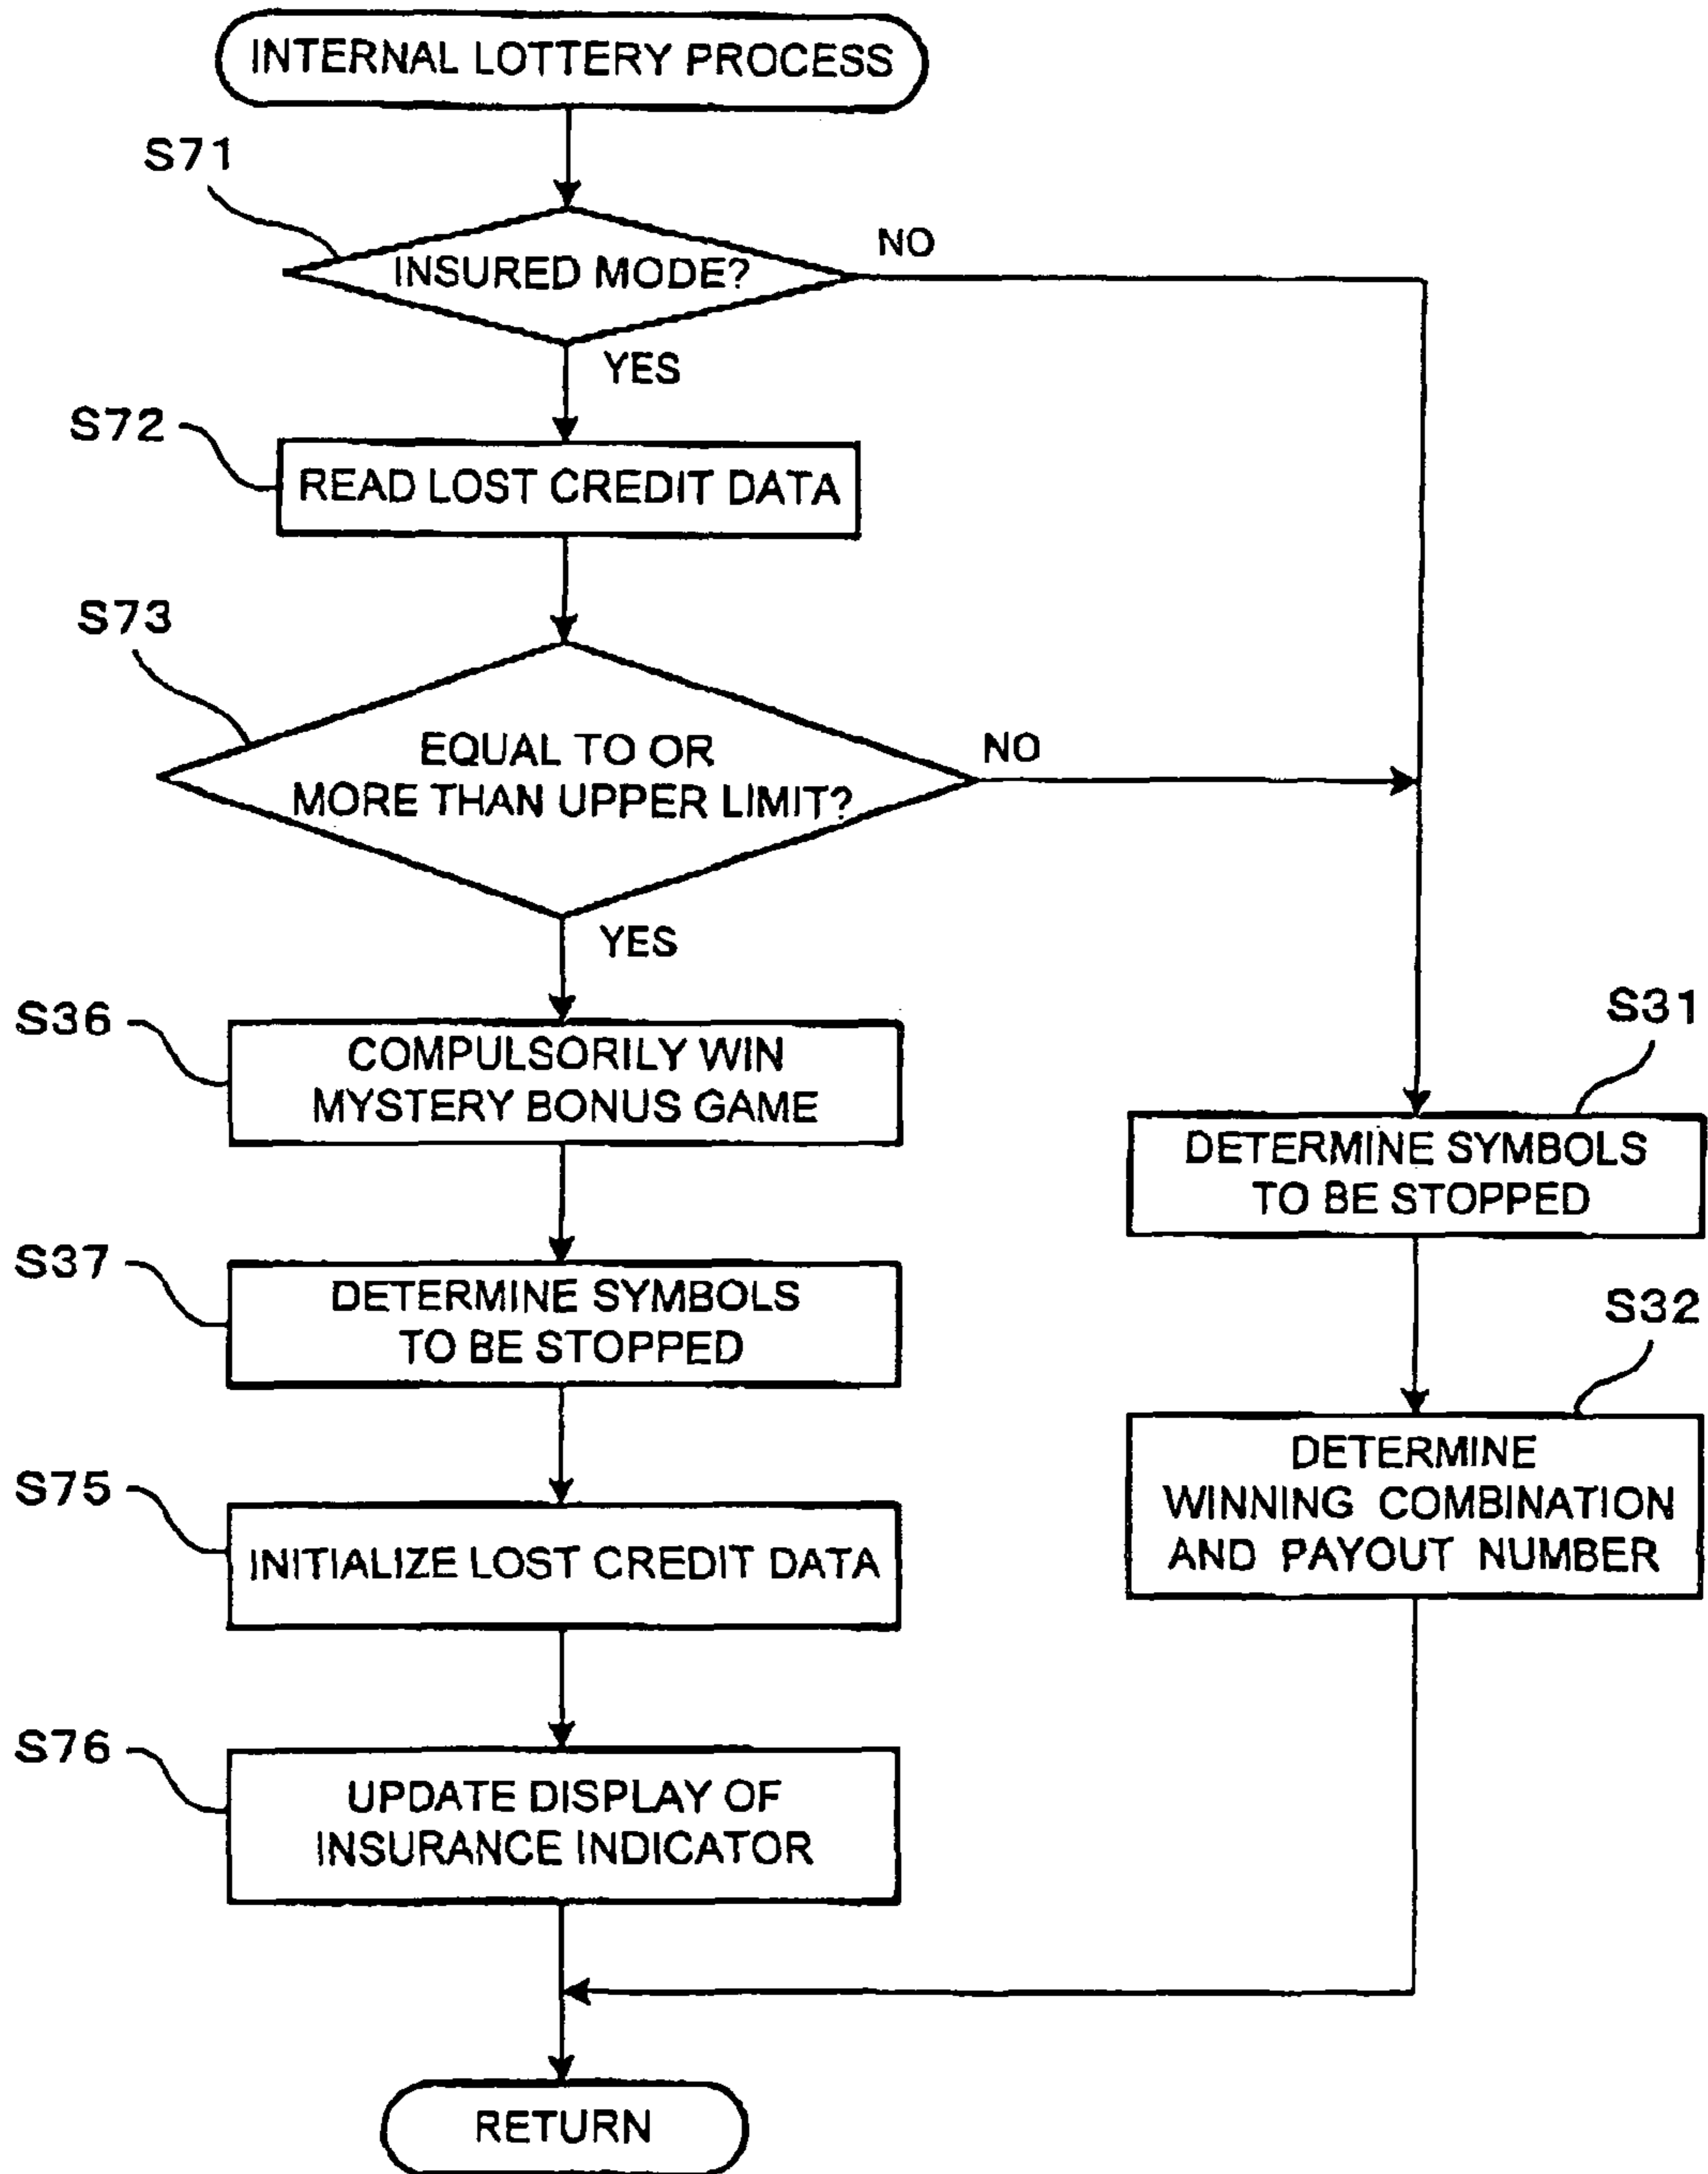 INTERNAL LOTTERY PROCESS
S71
INSURED MODE?
NO
YES
S72
READ LOST CREDIT DATA
S73
EQUAL TO OR
MORE THAN UPPER LIMIT?
NO
YES
S36
COMPULSORILY WIN
MYSTERY BONUS GAME
S31
DETERMINE SYMBOLS
TO BE STOPPED
S37
DETERMINE SYMBOLS
TO BE STOPPED
S32
DETERMINE
WINNING COMBINATION
AND PAYOUT NUMBER
S75
INITIALIZE LOST CREDIT DATA
S76
UPDATE DISPLAY OF
INSURANCE INDICATOR
RETURN